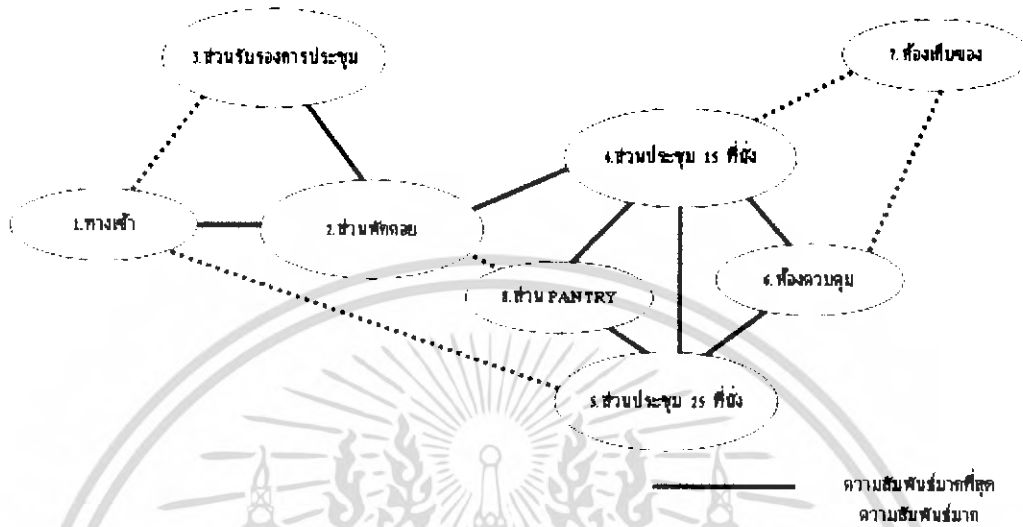 3.ส่วนรับรองการประชุม
7.ห้องเก็บของ
4.ส่วนประชุม 15 ที่นั่ง
1.ทางเข้า
2.ส่วนพักคอย
6.ห้องควบคุม
8.ส่วน PANTRY
5.ส่วนประชุม 25 ที่นั่ง
ความสัมพันธ์มากที่สุด
ความสัมพันธ์มาก